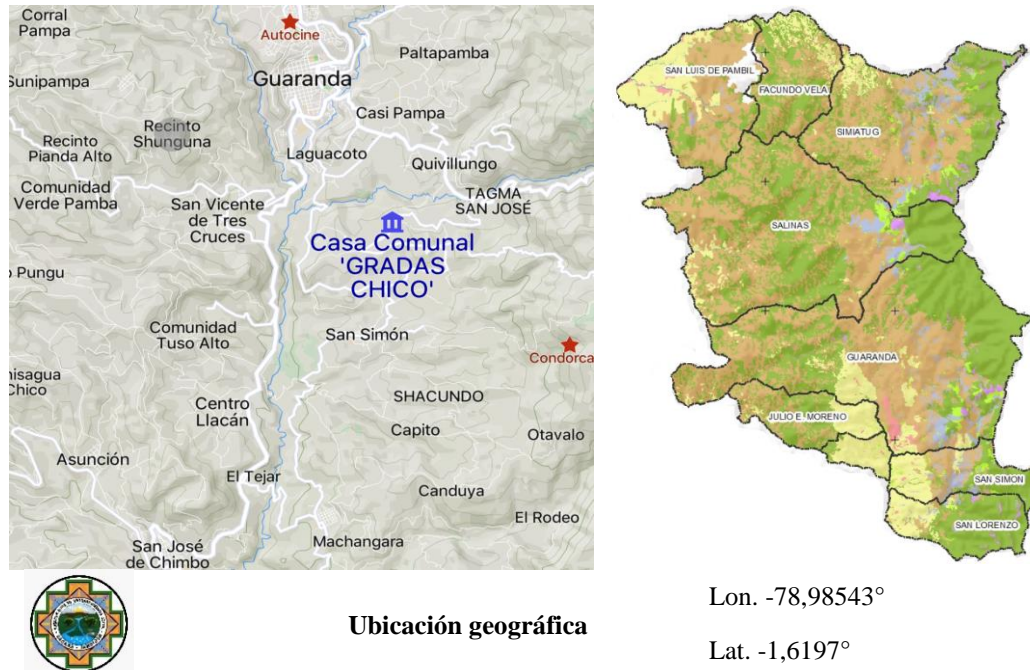 Corral
Pampa
Autocine
Paltapamba
Guaranda
Sunipampa
Casi Pampa
Recinto
Shunguna
Recinto
Pianda Alto
Laguacoto
Quivillungo
Comunidad
Verde Pamba
San Vicente
de Tres
Cruces
TAGMA
SAN JOSÉ
Casa Comunal
'GRADAS
CHICO'
o Pungu
Comunidad
Tuso Alto
San Simón
Condorca
nisagua
Chico
SHACUNDO
Centro
Llacán
Capito
Otavalo
Asunción
El Tejar
Canduya
El Rodeo
San José
de Chimbo
Machangara
SAN LUIS DE PAMBIL
FACUNDO VELA
SIMIATUG
SALINAS
GUARANDA
JULIO E. MORENO
SAN SIMON
SAN LORENZO
Ubicación geográfica
Lon. -78,98543°
Lat. -1,6197°